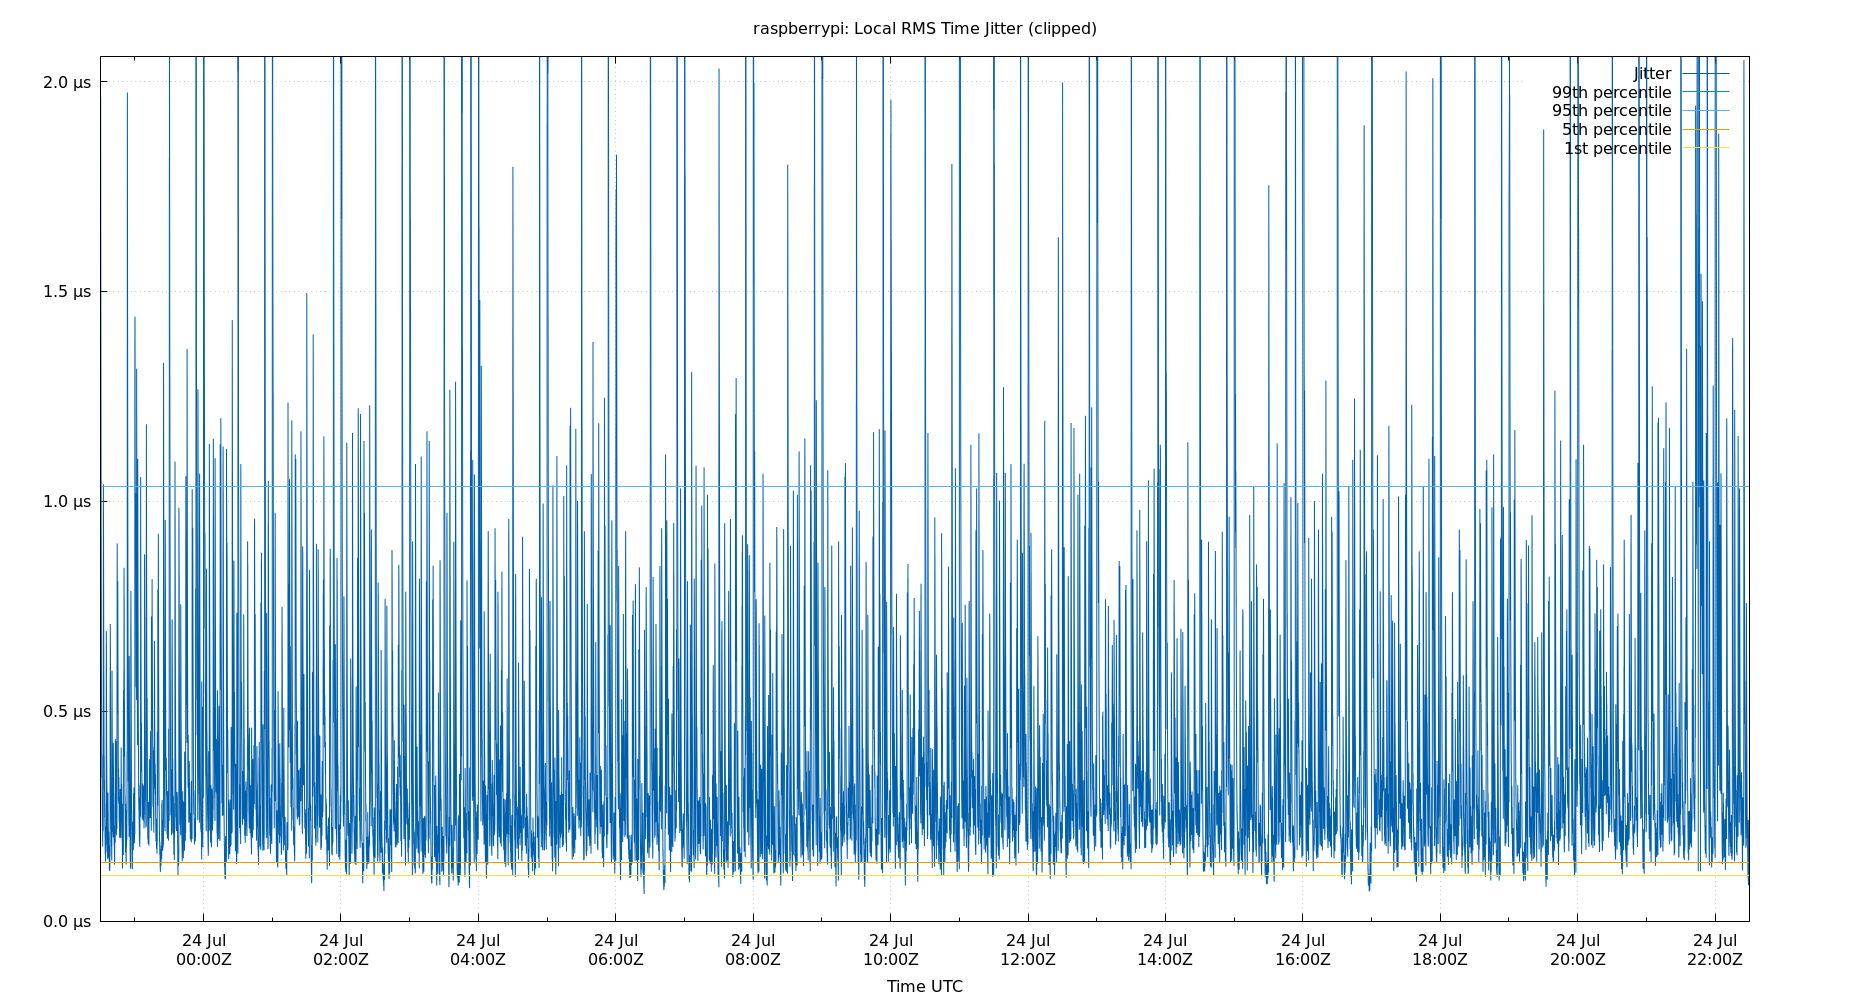 raspberrypi: Local RMS Time Jitter (clipped)
2.0 µs
1.5 µs
1.0 µs
0.5 µs
0.0 µs
Jitter
99th percentile
95th percentile
5th percentile
1st percentile
24 Jul 24 Jul 24 Jul 24 Jul 24 Jul 24 Jul 24 Jul 24 Jul 24 Jul 24 Jul 24 Jul 24 Jul
00:00Z 02:00Z 04:00Z 06:00Z 08:00Z 10:00Z 12:00Z 14:00Z 16:00Z 18:00Z 20:00Z 22:00Z
Time UTC